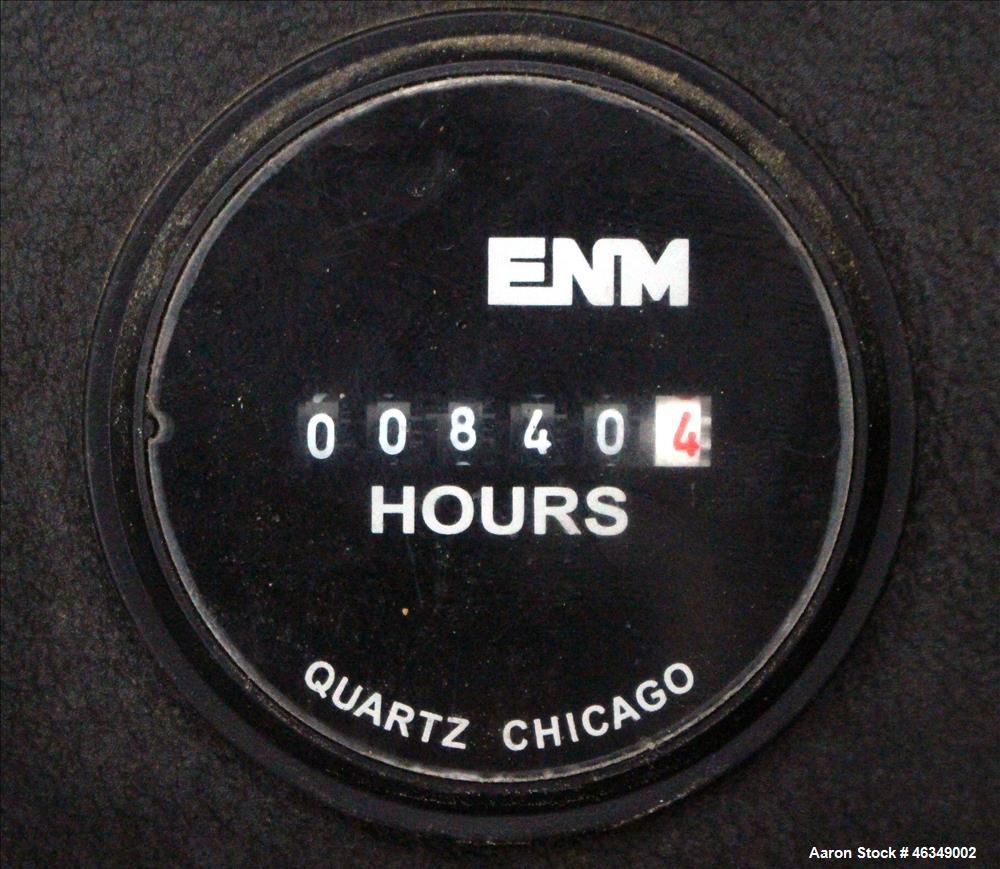 ENM
008404
HOURS
QUARTZ CHICAGO
Aaron Stock # 46349002